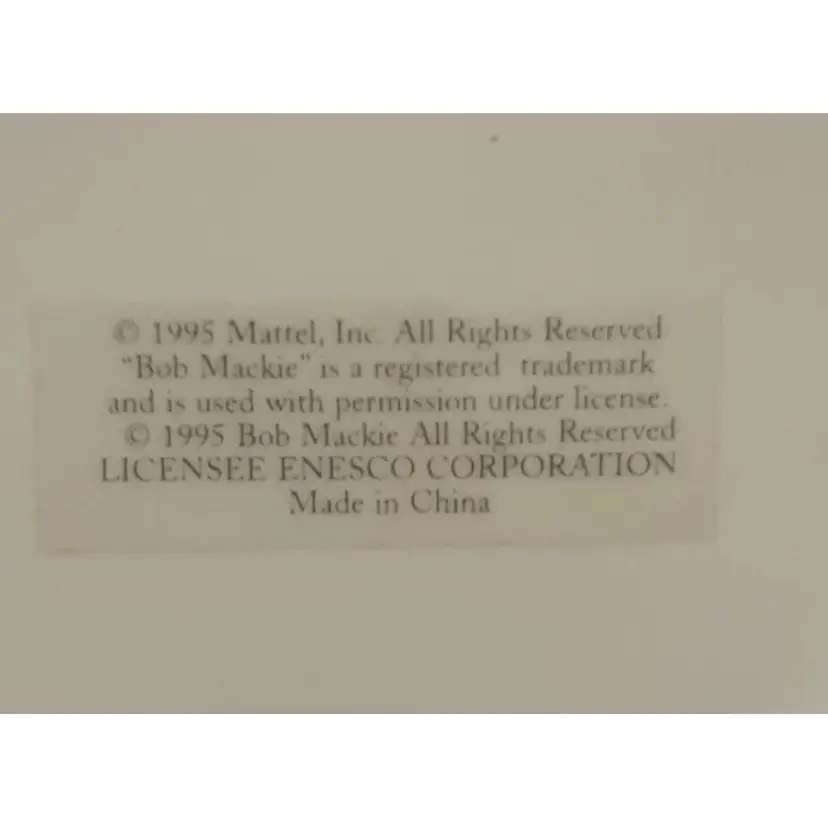 © 1995 Mattel, Inc. All Rights Reserved
"Bob Mackie" is a registered trademark
and is used with permission under license.
© 1995 Bob Mackie All Rights Reserved
LICENSEE ENESCO CORPORATION
Made in China